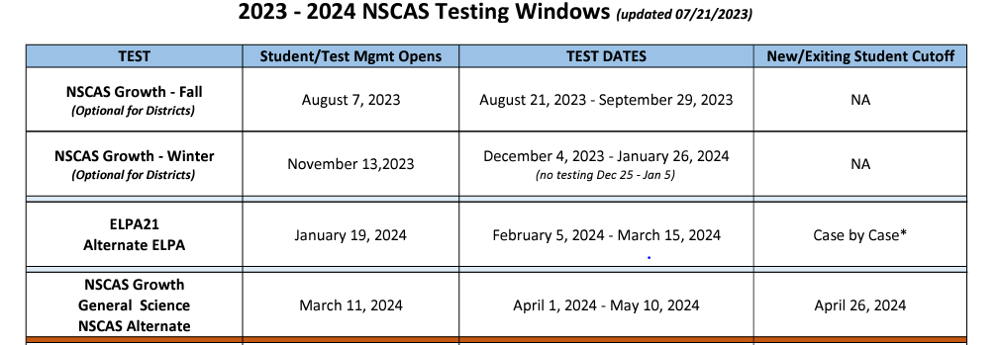 2023 - 2024 NSCAS Testing Windows (updated 07/21/2023)
TEST Student/Test Mgmt Opens TEST DATES New/Exiting Student Cutoff
NSCAS Growth - Fall
(Optional for Districts)
August 7, 2023
August 21, 2023 - September 29, 2023
NA
NSCAS Growth - Winter
(Optional for Districts)
November 13,2023
December 4, 2023 - January 26, 2024
(no testing Dec 25 - Jan 5)
NA
ELPA21
Alternate ELPA
January 19, 2024
February 5, 2024 - March 15, 2024
Case by Case*
NSCAS Growth
General Science
NSCAS Alternate
March 11, 2024
April 1, 2024 - May 10, 2024
April 26, 2024